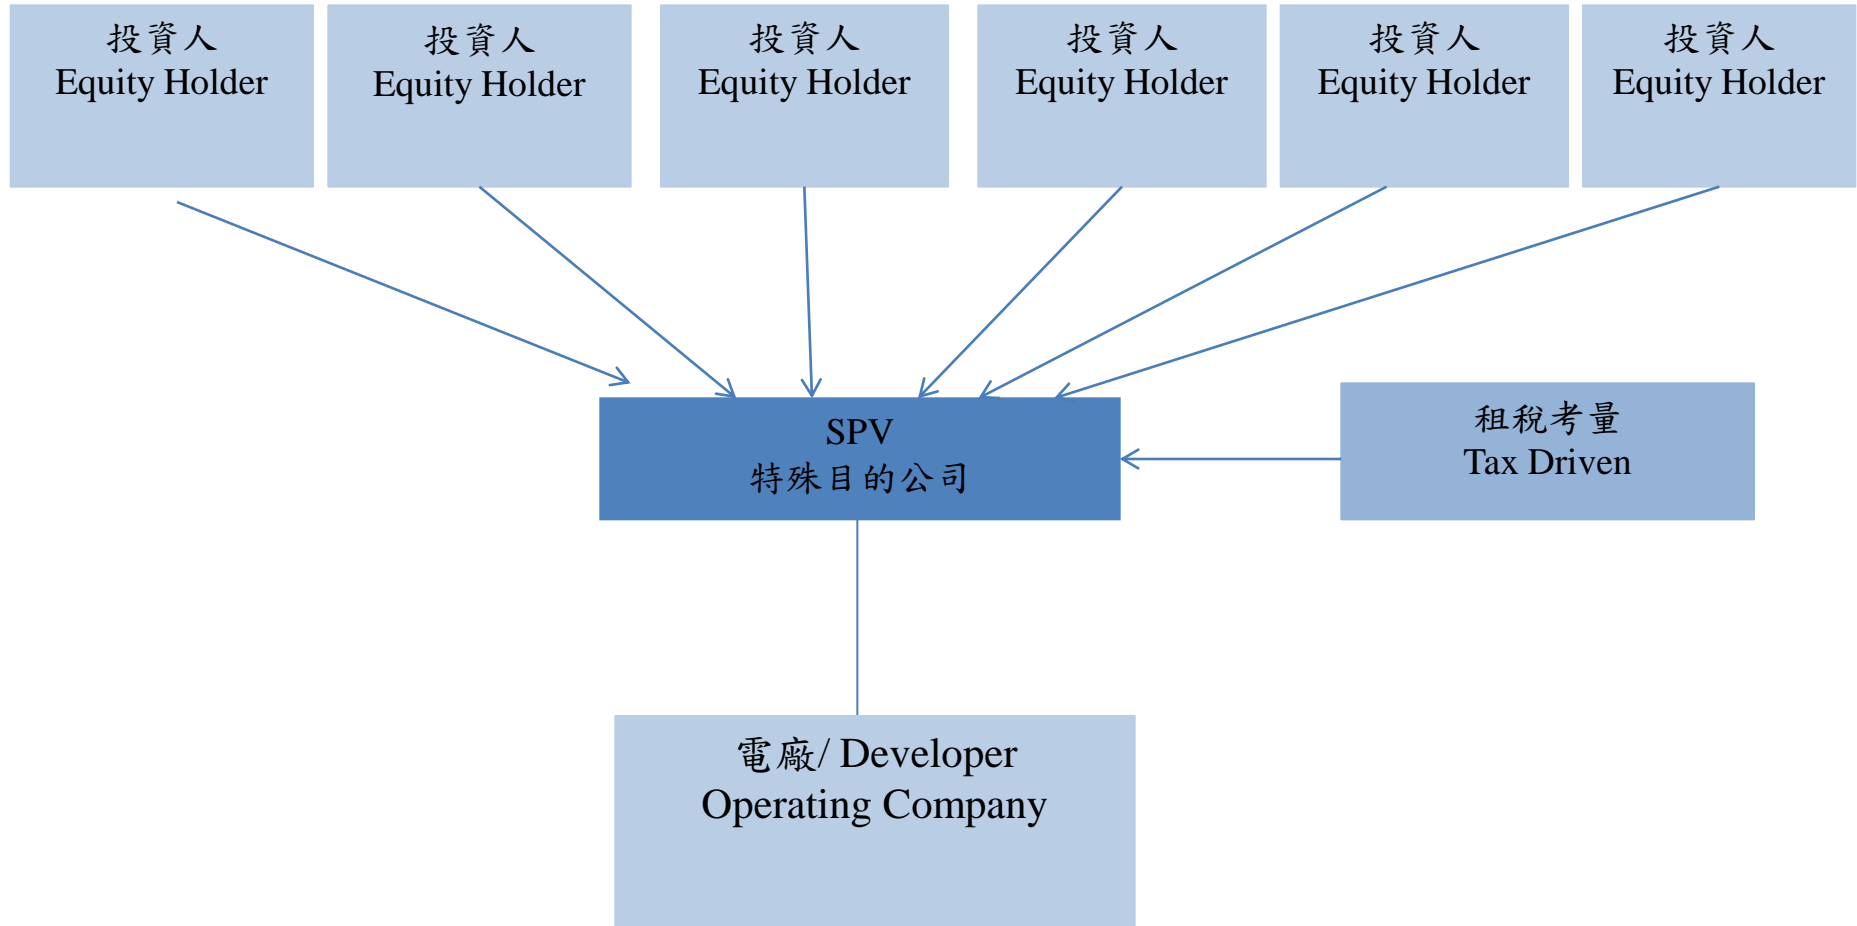 投資人
Equity Holder
投資人
Equity Holder
投資人
Equity Holder
投資人
Equity Holder
投資人
Equity Holder
投資人
Equity Holder
SPV
特殊目的公司
租稅考量
Tax Driven
電廠/ Developer
Operating Company